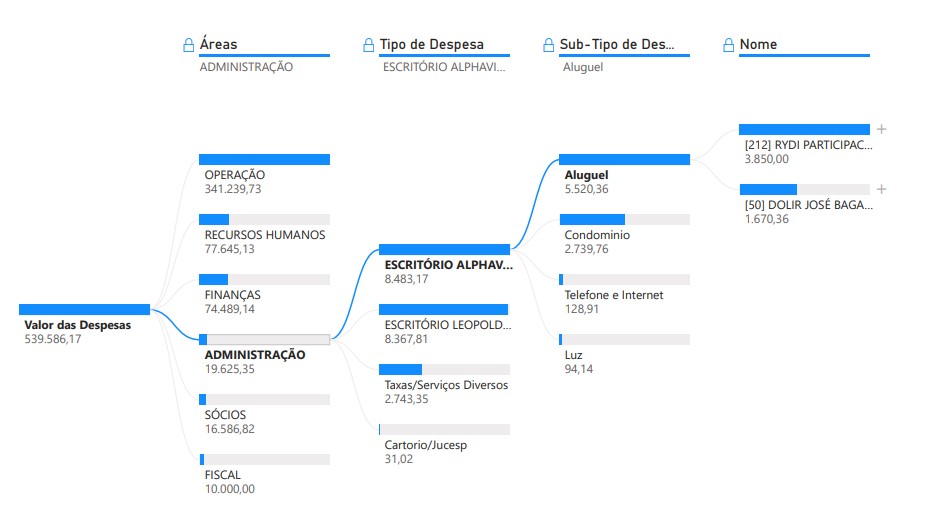 Áreas
ADMINISTRAÇÃO
Tipo de Despesa
ESCRITÓRIO ALPHAVI...
Sub-Tipo de Des...
Aluguel
Nome
Valor das Despesas
539.586,17
OPERAÇÃO
341.239,73
RECURSOS HUMANOS
77.645,13
FINANÇAS
74.489,14
ADMINISTRAÇÃO
19.625,35
SÓCIOS
16.586,82
FISCAL
10.000,00
ESCRITÓRIO ALPHAV...
8.483,17
ESCRITÓRIO LEOPOLD...
8.367,81
Taxas/Serviços Diversos
2.743,35
Cartorio/Jucesp
31,02
Aluguel
5.520,36
Condominio
2.739,76
Telefone e Internet
128,91
Luz
94,14
[212] RYDI PARTICIPAC...
3.850,00
[50] DOLIR JOSÉ BAGA...
1.670,36